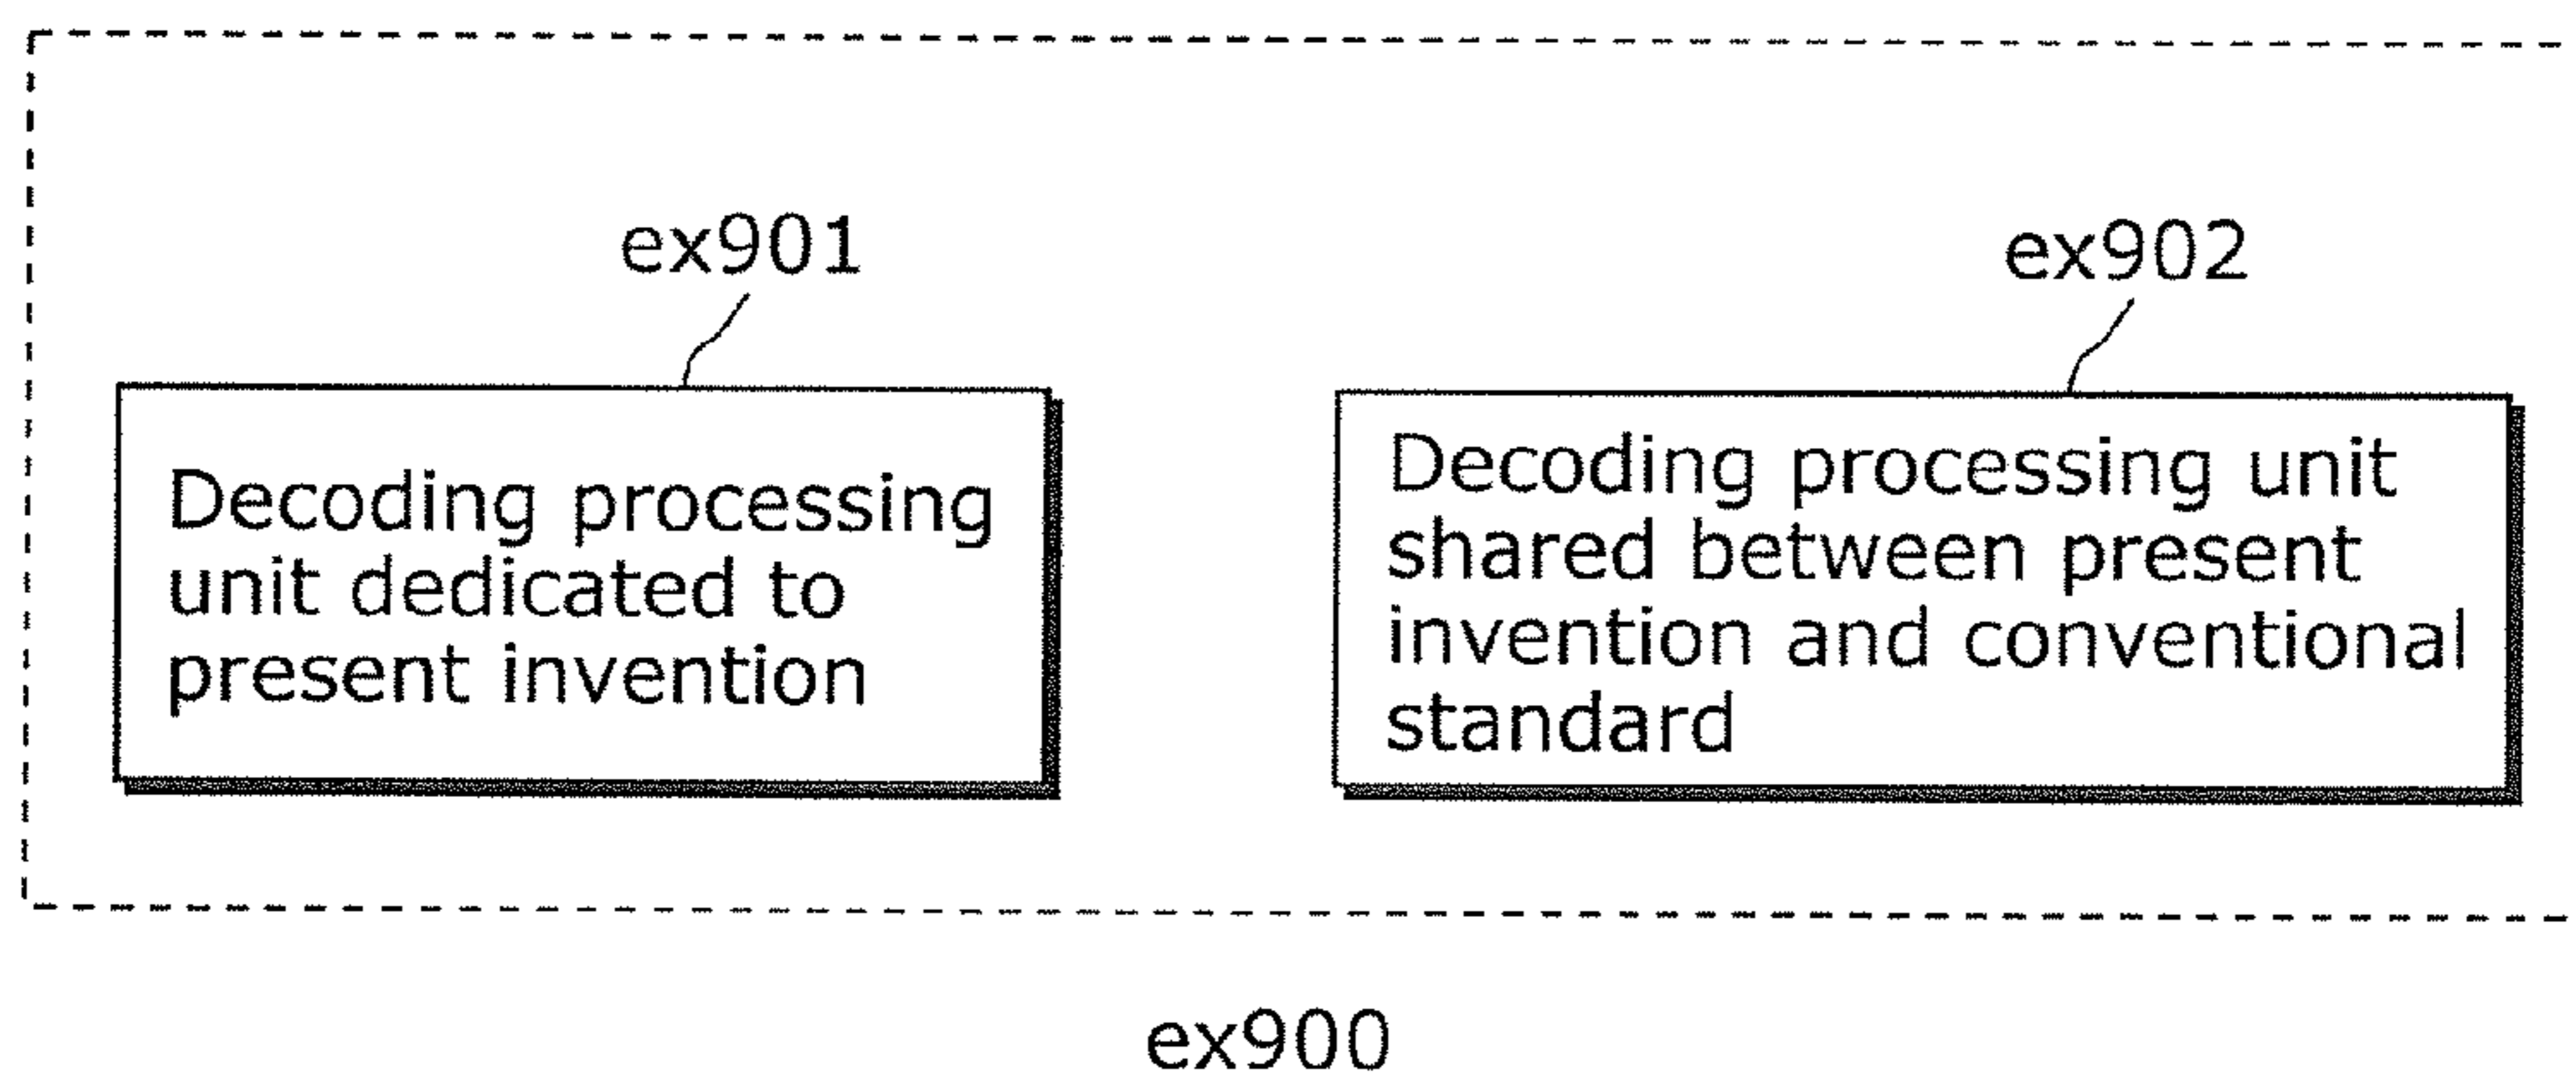 ex901
ex902
Decoding processing
unit dedicated to
present invention
Decoding processing unit
shared between present
invention and conventional
standard
ex900